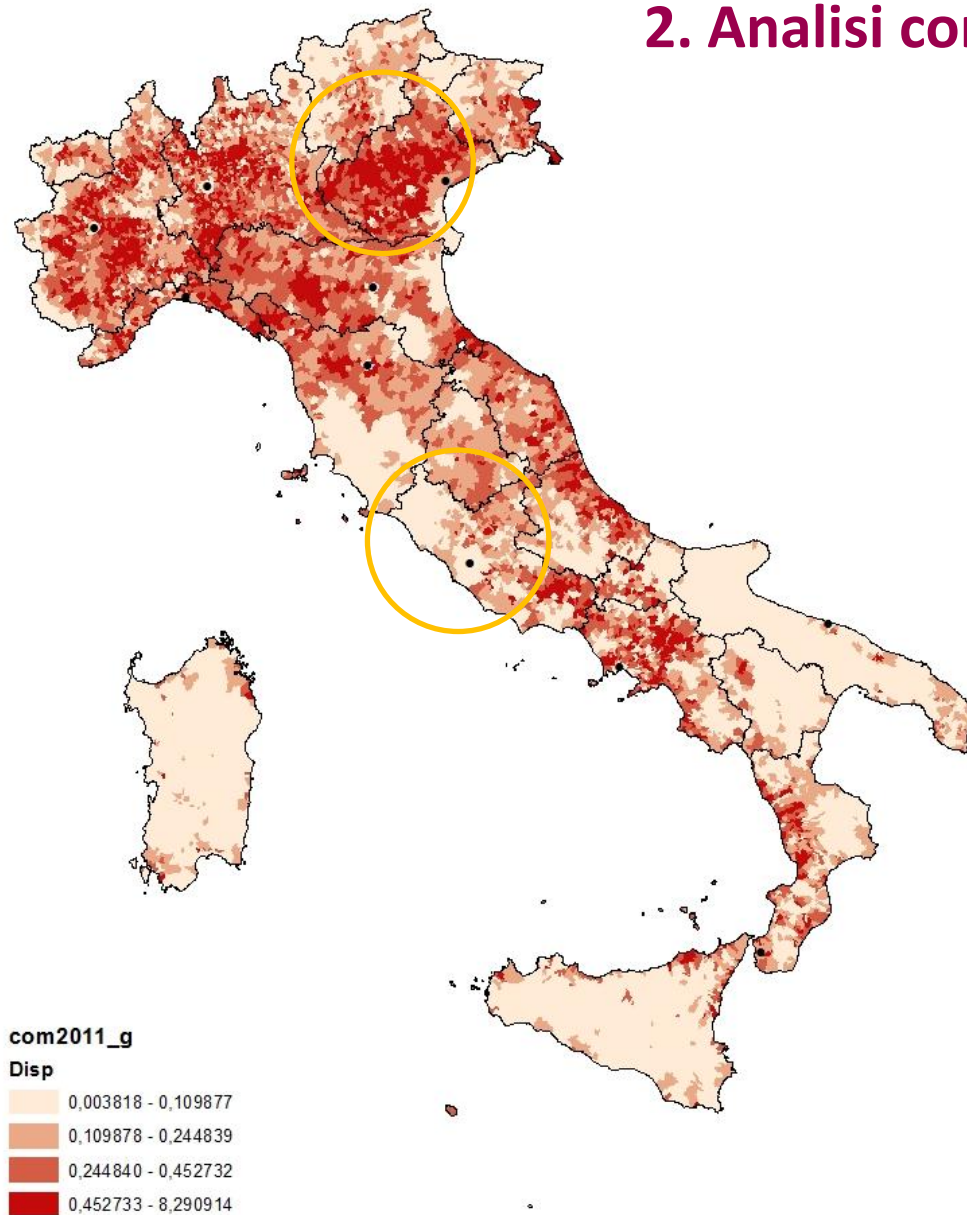 2. Analisi co
com2011_g
Disp
0,003818 - 0,109877
0,109878 - 0,244839
0,244840 - 0,452732
0,452733 - 8,290914